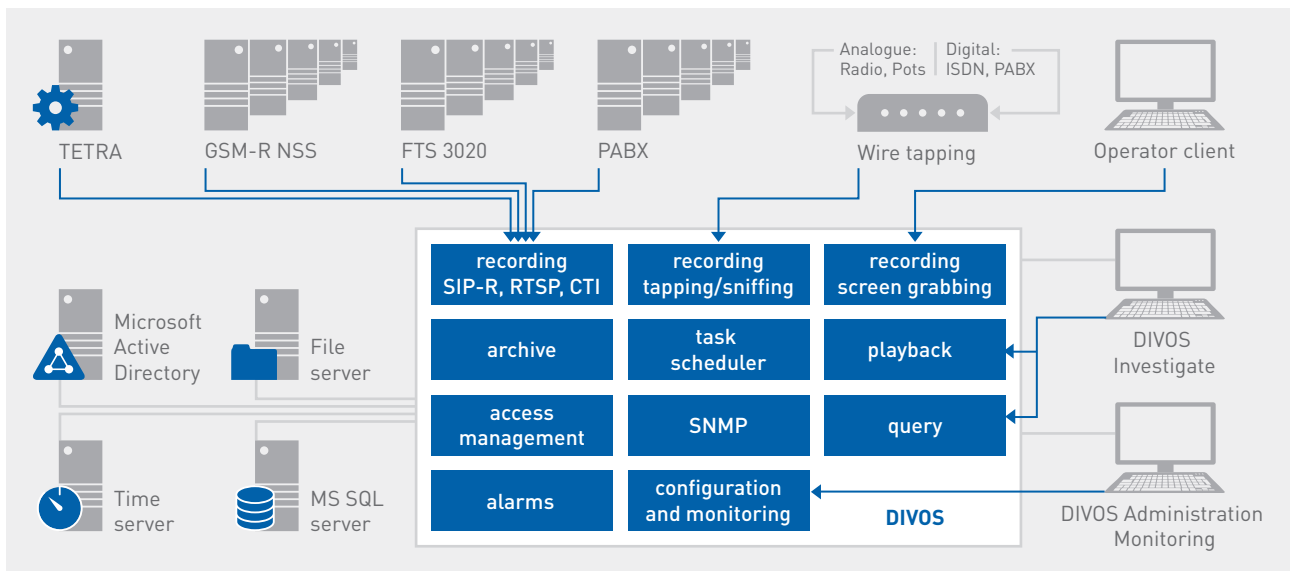 Analogue:
Radio, Pots
Digital:
ISDN, PABX
TETRA
GSM-R NSS
FTS 3020
PABX
Wire tapping
Operator client
recording
SIP-R, RTSP, CTI
recording
tapping/sniffing
recording
screen grabbing
Microsoft
Active
Directory
File
server
archive
task
scheduler
playback
DIVOS
Investigate
access
management
SNMP
query
Time
server
MS SQL
server
alarms
configuration
and monitoring
DIVOS
DIVOS Administration
Monitoring